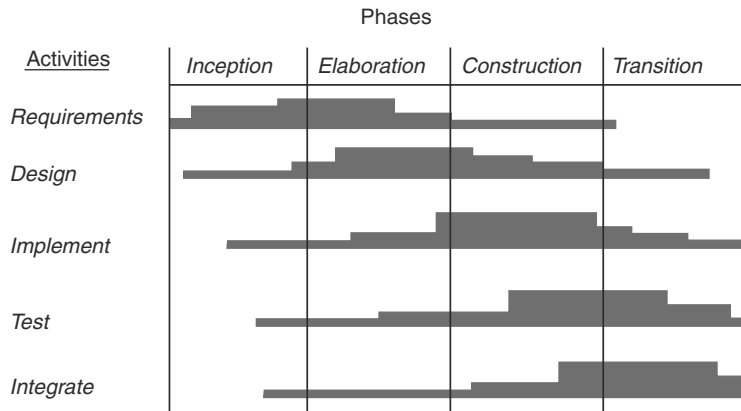 Phases
Activities
Inception
Elaboration
Construction
Transition
Requirements
Design
Implement
Test
Integrate